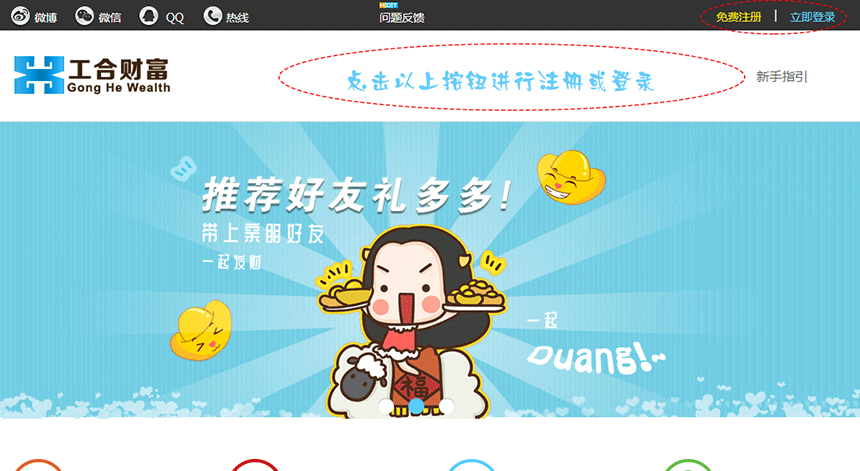 微博 微信 QQ 热线 问题反馈 免费注册 | 立即登录
工合财富
Gong He Wealth
点击以上按钮进行注册或登录
新手指引
推荐好友礼多多!
带上亲朋好友
一起发财
一起
Duang!~
福